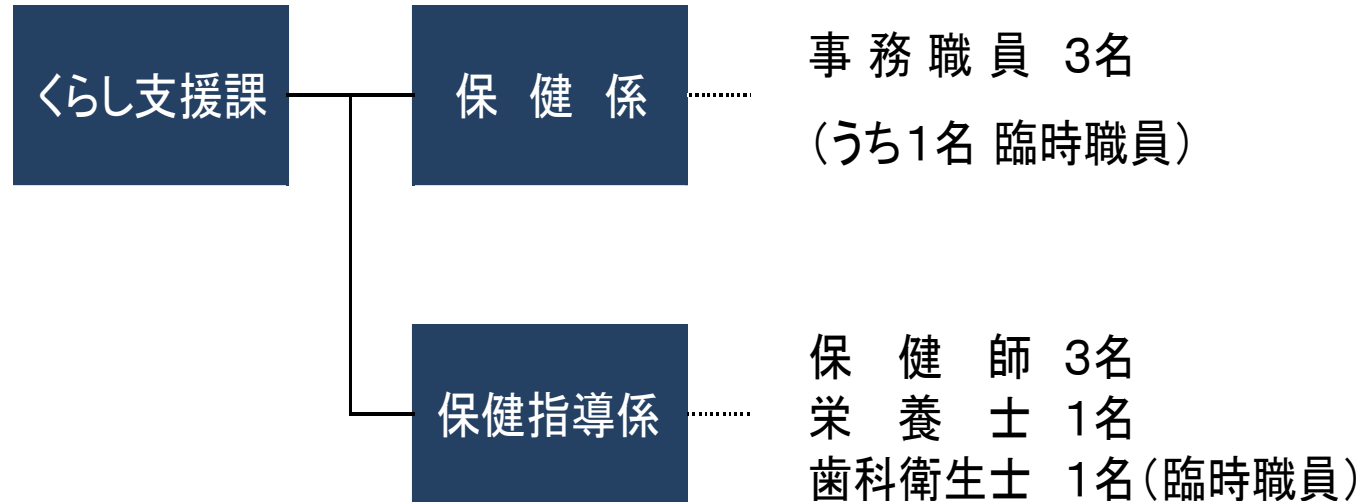 くらし支援課
保健係
事務職員 3名
(うち1名 臨時職員)
保健指導係
保健師 3名
栄養士 1名
歯科衛生士 1名(臨時職員)